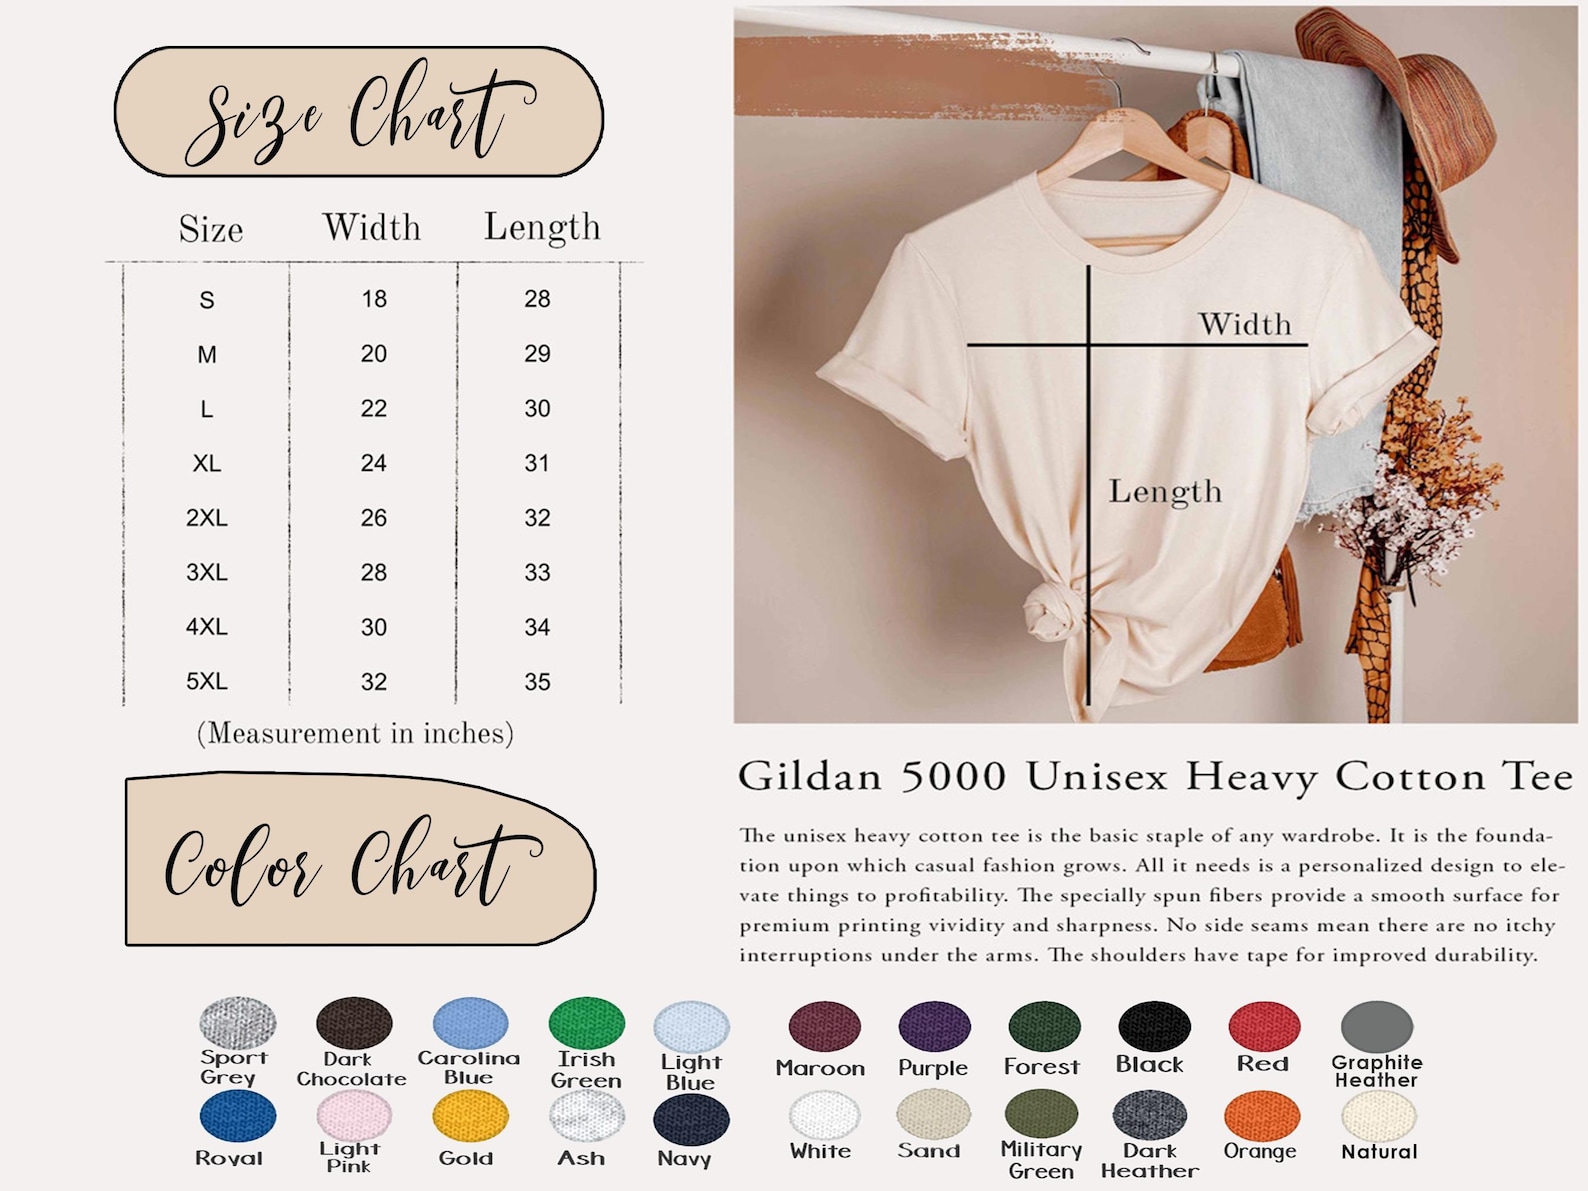 Size Chart
Size Width Length
S 18 28
M 20 29
L 22 30
XL 24 31
2XL 26 32
3XL 28 33
4XL 30 34
5XL 32 35
(Measurement in inches)
Width
Length
Gildan 5000 Unisex Heavy Cotton Tee
The unisex heavy cotton tee is the basic staple of any wardrobe. It is the founda-
tion upon which casual fashion grows. All it needs is a personalized design to ele-
vate things to profitability. The specially spun fibers provide a smooth surface for
premium printing vividity and sharpness. No side seams mean there are no itchy
interruptions under the arms. The shoulders have tape for improved durability.
Color Chart
Sport Grey
Dark Chocolate
Carolina Blue
Irish Green
Light Blue
Maroon
Purple
Forest
Black
Red
Graphite Heather
Royal
Light Pink
Gold
Ash
Navy
White
Sand
Military Green
Dark Heather
Orange
Natural